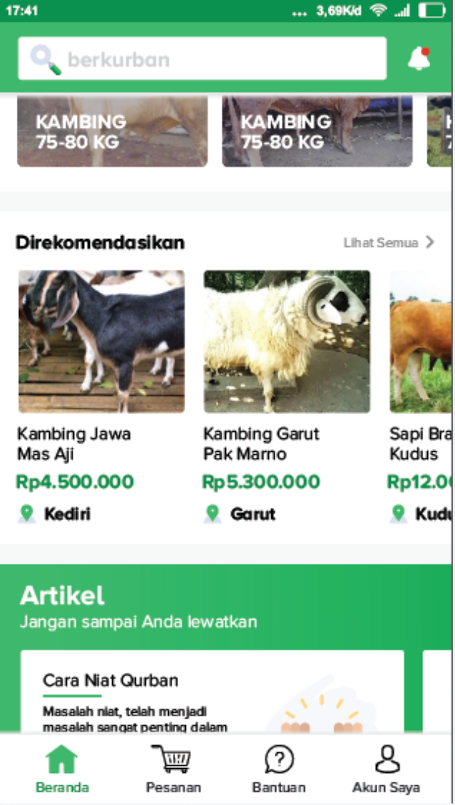 17:41
... 3,69K/d
berkurban
KAMBING
75-80 KG
KAMBING
75-80 KG
Direkomendasikan
Lihat Semua
Kambing Jawa
Mas Aji
Rp4.500.000
Kediri
Kambing Garut
Pak Marno
Rp5.300.000
Garut
Sapi Bra
Kudus
Rp12.0
Kudu
Artikel
Jangan sampai Anda lewatkan
Cara Niat Qurban
Masalah niat, telah menjadi
masalah sangat penting dalam
Beranda
Pesanan
Bantuan
Akun Saya